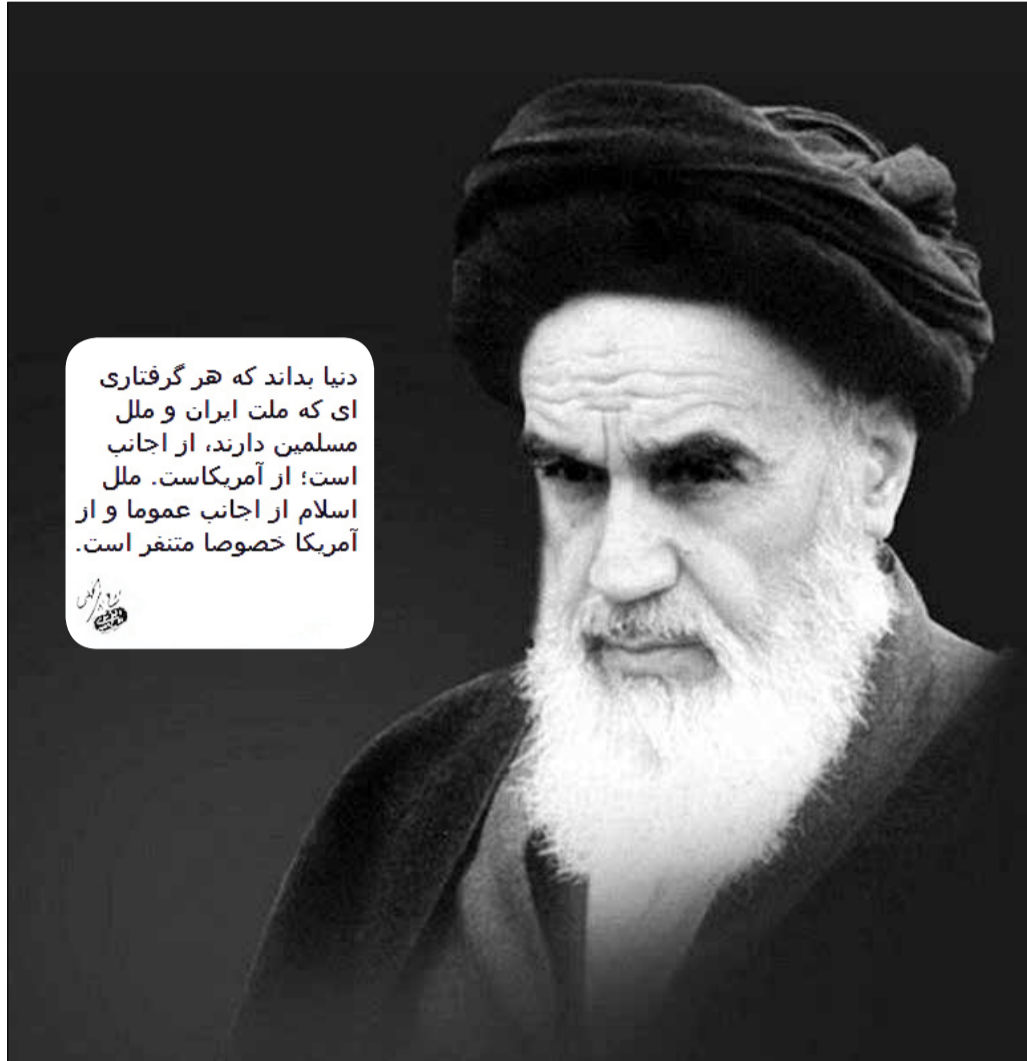 دنیا بداند که هر گرفتاری
ای که ملت ایران و ملل
مسلمین دارند، از اجانب
است؛ از آمریکاست. ملل
اسلام از اجانب عموما و از
آمریکا خصوصا متنفر است.